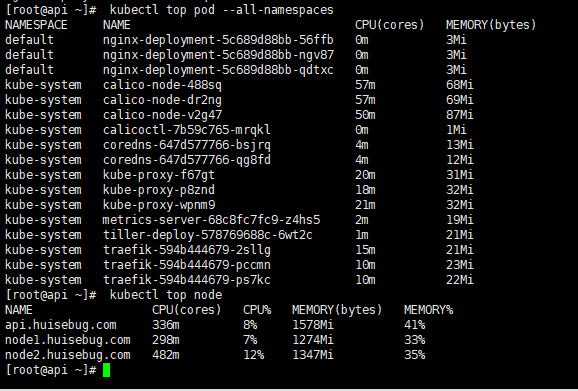 [root@api ~]#  kubectl top pod --all-namespaces
NAMESPACE     NAME                                CPU(cores)   MEMORY(bytes)
default       nginx-deployment-5c689d88bb-56ffb   0m           3Mi
default       nginx-deployment-5c689d88bb-ngv87   0m           3Mi
default       nginx-deployment-5c689d88bb-qdtxc   0m           3Mi
kube-system   calico-node-488sq                   57m          68Mi
kube-system   calico-node-dr2ng                   57m          69Mi
kube-system   calico-node-v2g47                   50m          87Mi
kube-system   calicoctl-7b59c765-mrqkl            0m           1Mi
kube-system   coredns-647d577766-bsjrq            4m           13Mi
kube-system   coredns-647d577766-qg8fd            4m           12Mi
kube-system   kube-proxy-f67gt                    20m          31Mi
kube-system   kube-proxy-p8znd                    18m          32Mi
kube-system   kube-proxy-wpnm9                    21m          32Mi
kube-system   metrics-server-68c8fc7fc9-z4hs5     2m           19Mi
kube-system   tiller-deploy-578769688c-6wt2c      1m           21Mi
kube-system   traefik-594b444679-2sllg            15m          21Mi
kube-system   traefik-594b444679-pccmn            10m          23Mi
kube-system   traefik-594b444679-ps7kc            10m          22Mi
[root@api ~]#  kubectl top node
NAME                 CPU(cores)   CPU%   MEMORY(bytes)   MEMORY%
api.huisebug.com     336m         8%     1578Mi          41%
node1.huisebug.com   298m         7%     1274Mi          33%
node2.huisebug.com   482m         12%    1347Mi          35%
[root@api ~]#